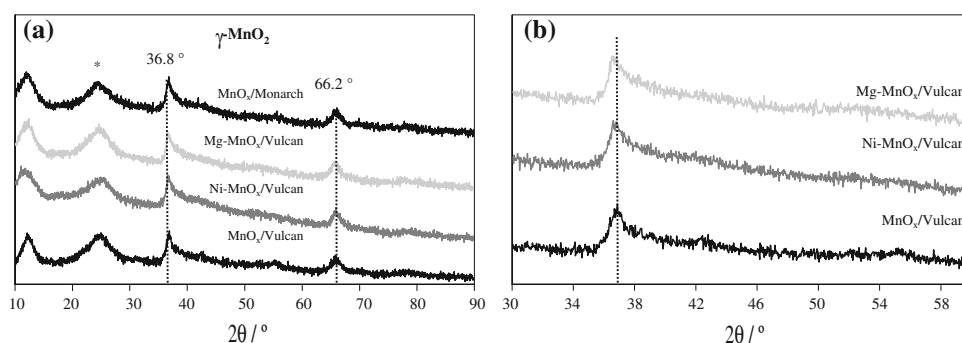 (a)
γ-MnO₂
36.8 °
*
66.2 °
MnOₓ/Monarch
Mg-MnOₓ/Vulcan
Ni-MnOₓ/Vulcan
MnOₓ/Vulcan
10 20 30 40 50 60 70 80 90
2θ / º
(b)
Mg-MnOₓ/Vulcan
Ni-MnOₓ/Vulcan
MnOₓ/Vulcan
30 34 38 42 46 50 54 58
2θ / º